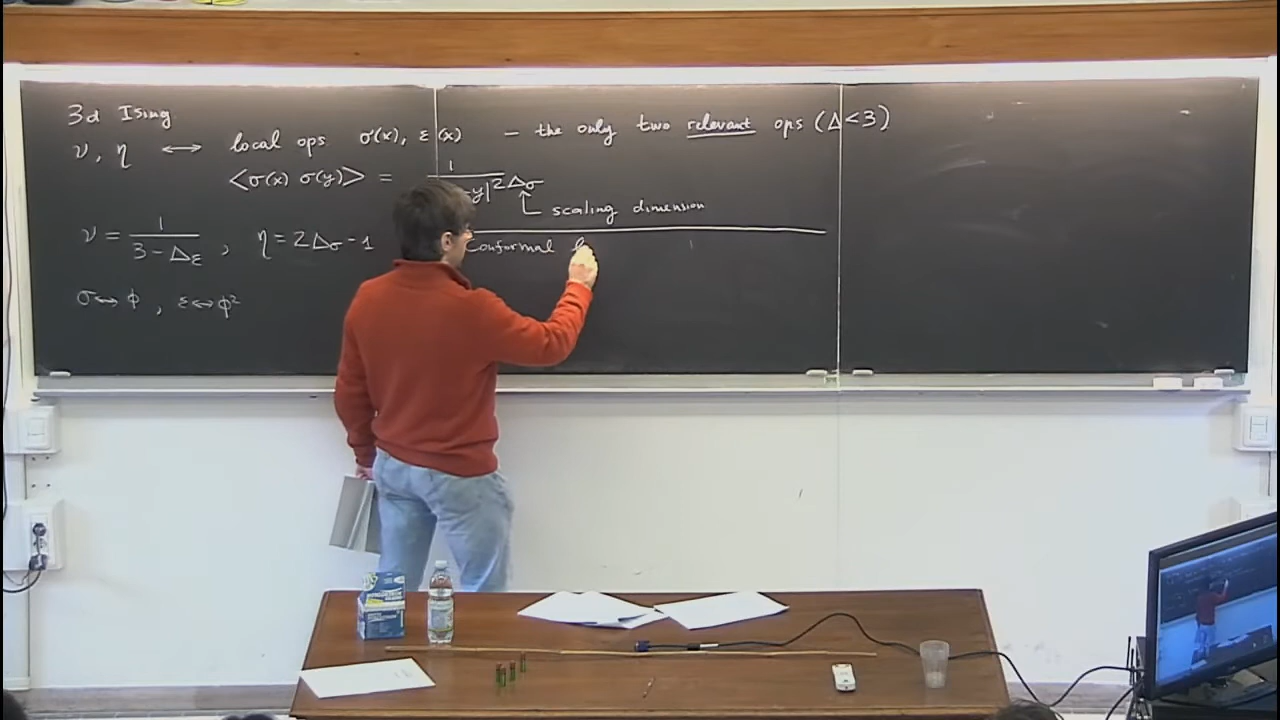 3d Ising
ν, η ↔ local ops σ(x), ε(x) – the only two relevant ops (Δ<3)
<σ(x) σ(y)> = 1 / y|^2Δσ
scaling dimension
ν = 1/(3 - Δε) , η = 2Δσ - 1
Conformal
σ↔ϕ , ε↔ϕ²